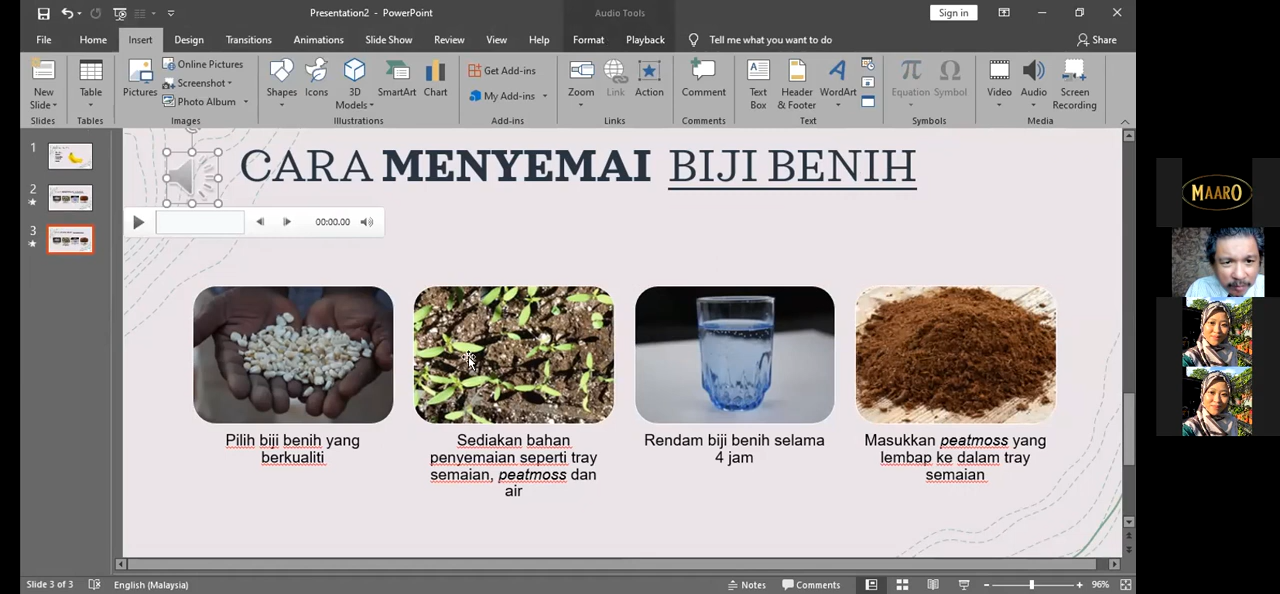 Presentation2 - PowerPoint
Audio Tools
Sign in
File Home Insert Design Transitions Animations Slide Show Review View Help Format Playback Tell me what you want to do Share
New Slide
Table
Pictures
Online Pictures
Screenshot
Photo Album
Shapes
Icons
3D Models
SmartArt
Chart
Get Add-ins
My Add-ins
Zoom
Link
Action
Comment
Text Box
Header & Footer
WordArt
Equation
Symbol
Video
Audio
Screen Recording
Slides Tables Images Illustrations Add-ins Links Comments Text Symbols Media
1
2
3
CARA MENYEMAI BIJI BENIH
00:00.00
Pilih biji benih yang
berkualiti
Sediakan bahan
penyemaian seperti tray
semaian, peatmoss dan
air
Rendam biji benih selama
4 jam
Masukkan peatmoss yang
lembap ke dalam tray
semaian
MAARO
Slide 3 of 3 English (Malaysia) Notes Comments 96%